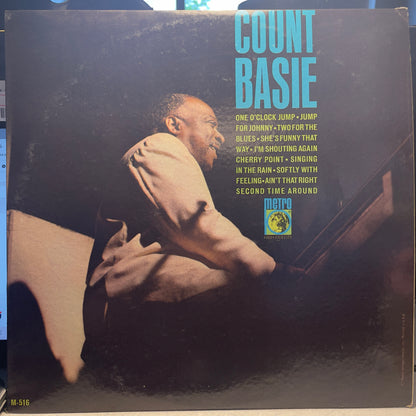 COUNT
BASIE
ONE O'CLOCK JUMP • JUMP
FOR JOHNNY • TWO FOR THE
BLUES • SHE'S FUNNY THAT
WAY • I'M SHOUTING AGAIN
CHERRY POINT • SINGING
IN THE RAIN • SOFTLY WITH
FEELING • AIN'T THAT RIGHT
SECOND TIME AROUND
metro
M-516